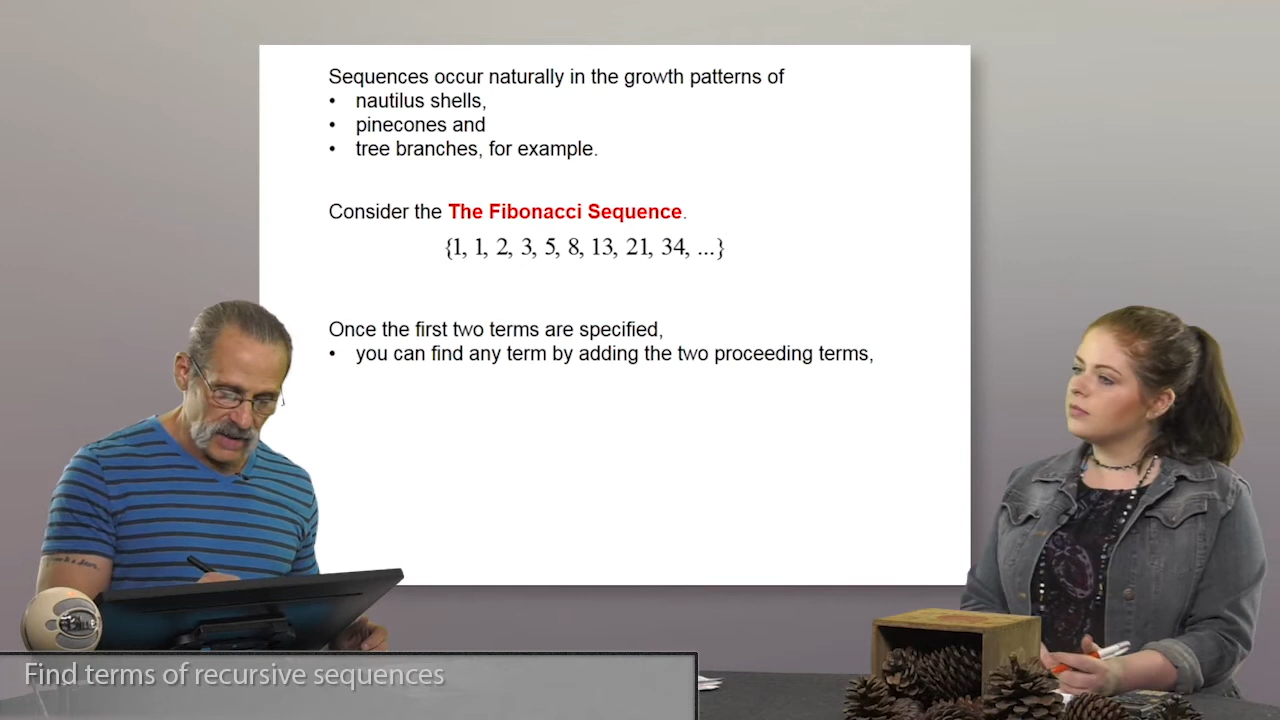 Sequences occur naturally in the growth patterns of
• nautilus shells,
• pinecones and
• tree branches, for example.
Consider the The Fibonacci Sequence.
{1, 1, 2, 3, 5, 8, 13, 21, 34, ...}
Once the first two terms are specified,
• you can find any term by adding the two proceeding terms,
Find terms of recursive sequences